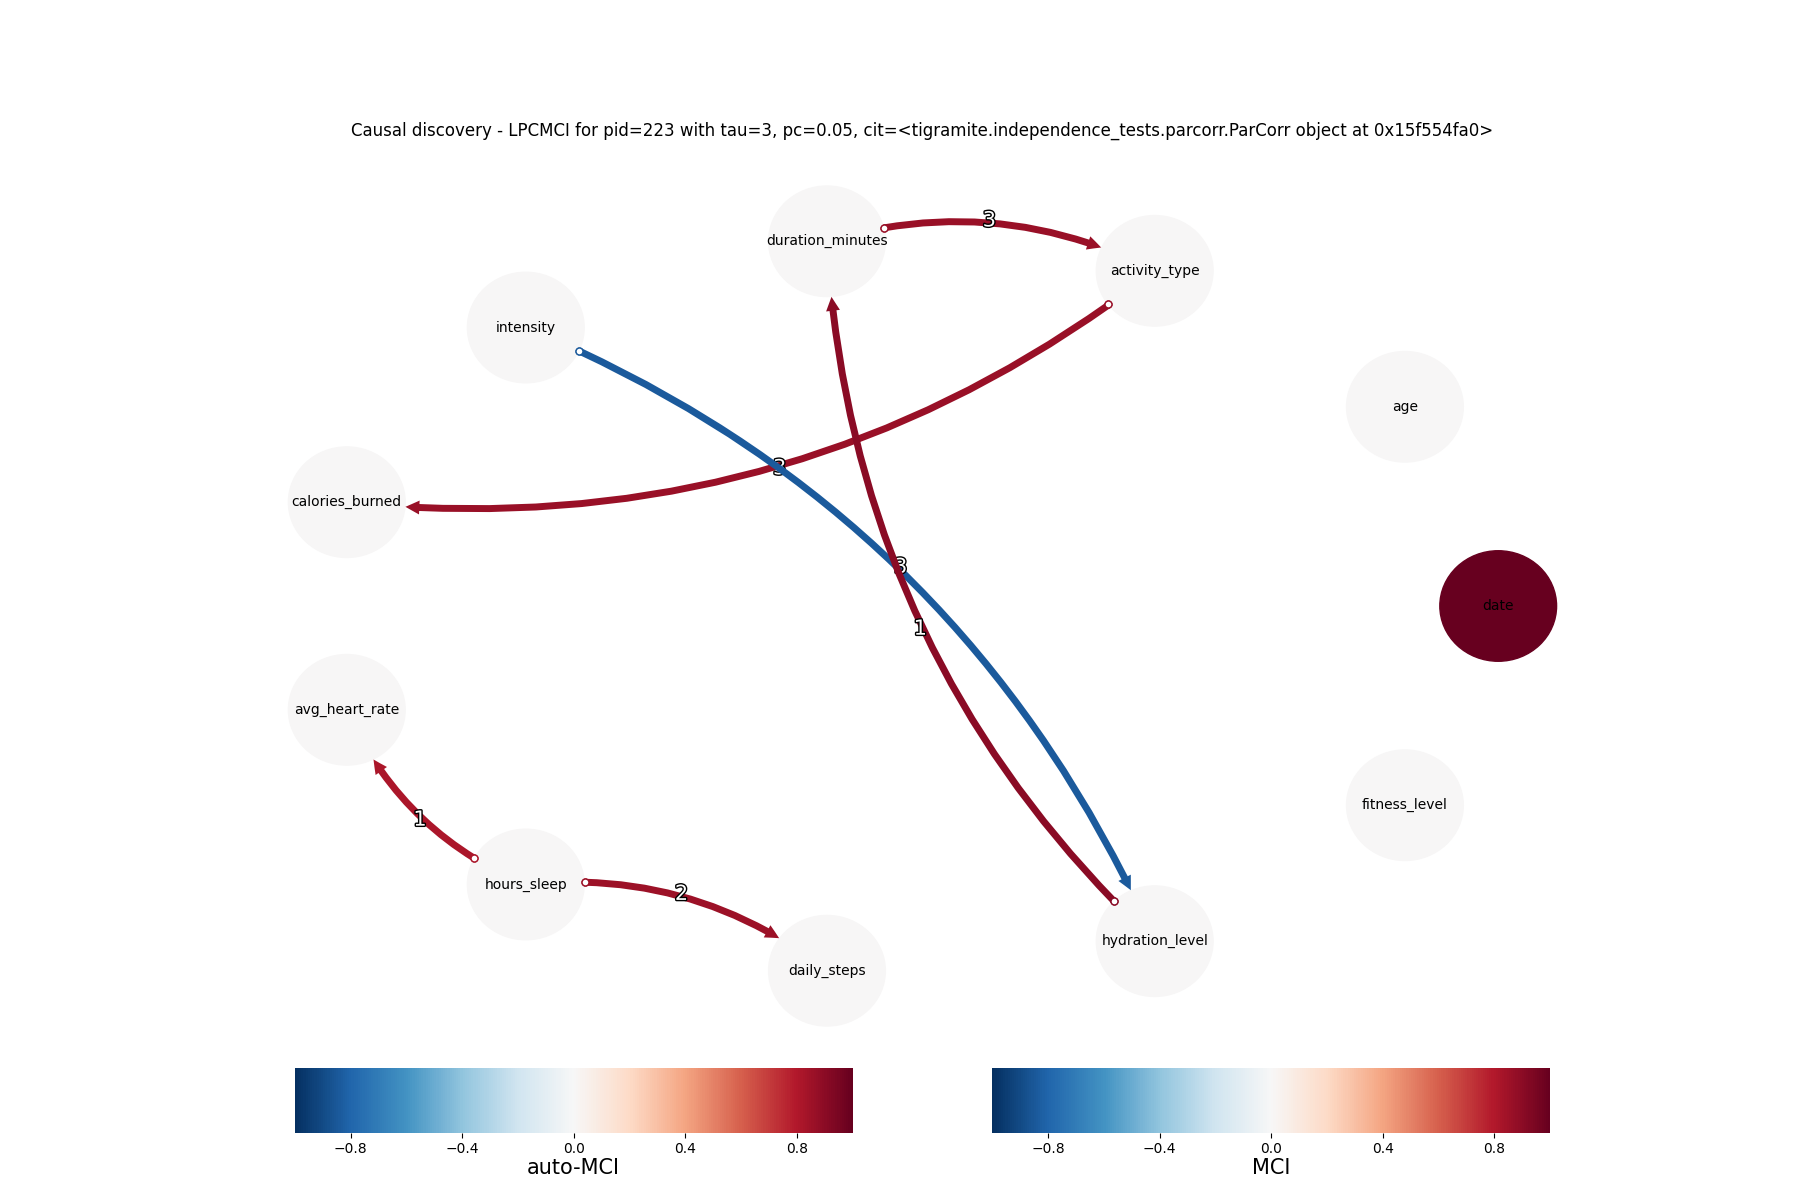 Causal discovery - LPCMCI for pid=223 with tau=3, pc=0.05, cit=<tigramite.independence_tests.parcorr.ParCorr object at 0x15f554fa0>
3
duration_minutes
activity_type
intensity
age
3
calories_burned
3
date
1
avg_heart_rate
fitness_level
1
hours_sleep
2
hydration_level
daily_steps
−0.8 −0.4 0.0 0.4 0.8
auto-MCI
−0.8 −0.4 0.0 0.4 0.8
MCI